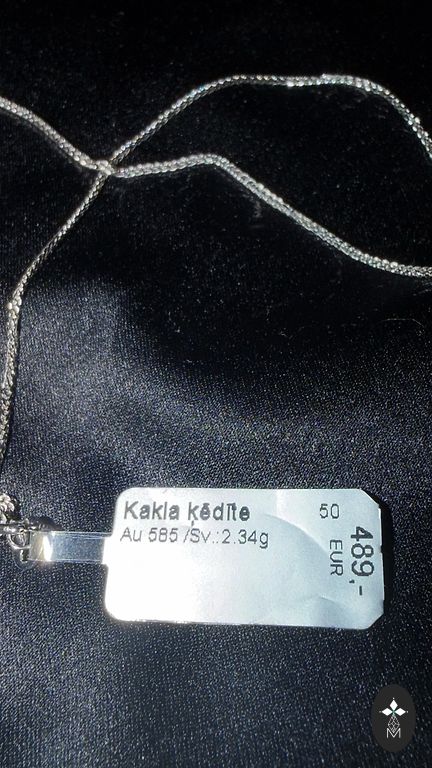 Kakla ķēdīte 50
Au 585 /Sv.:2.34g
489,-
EUR
M